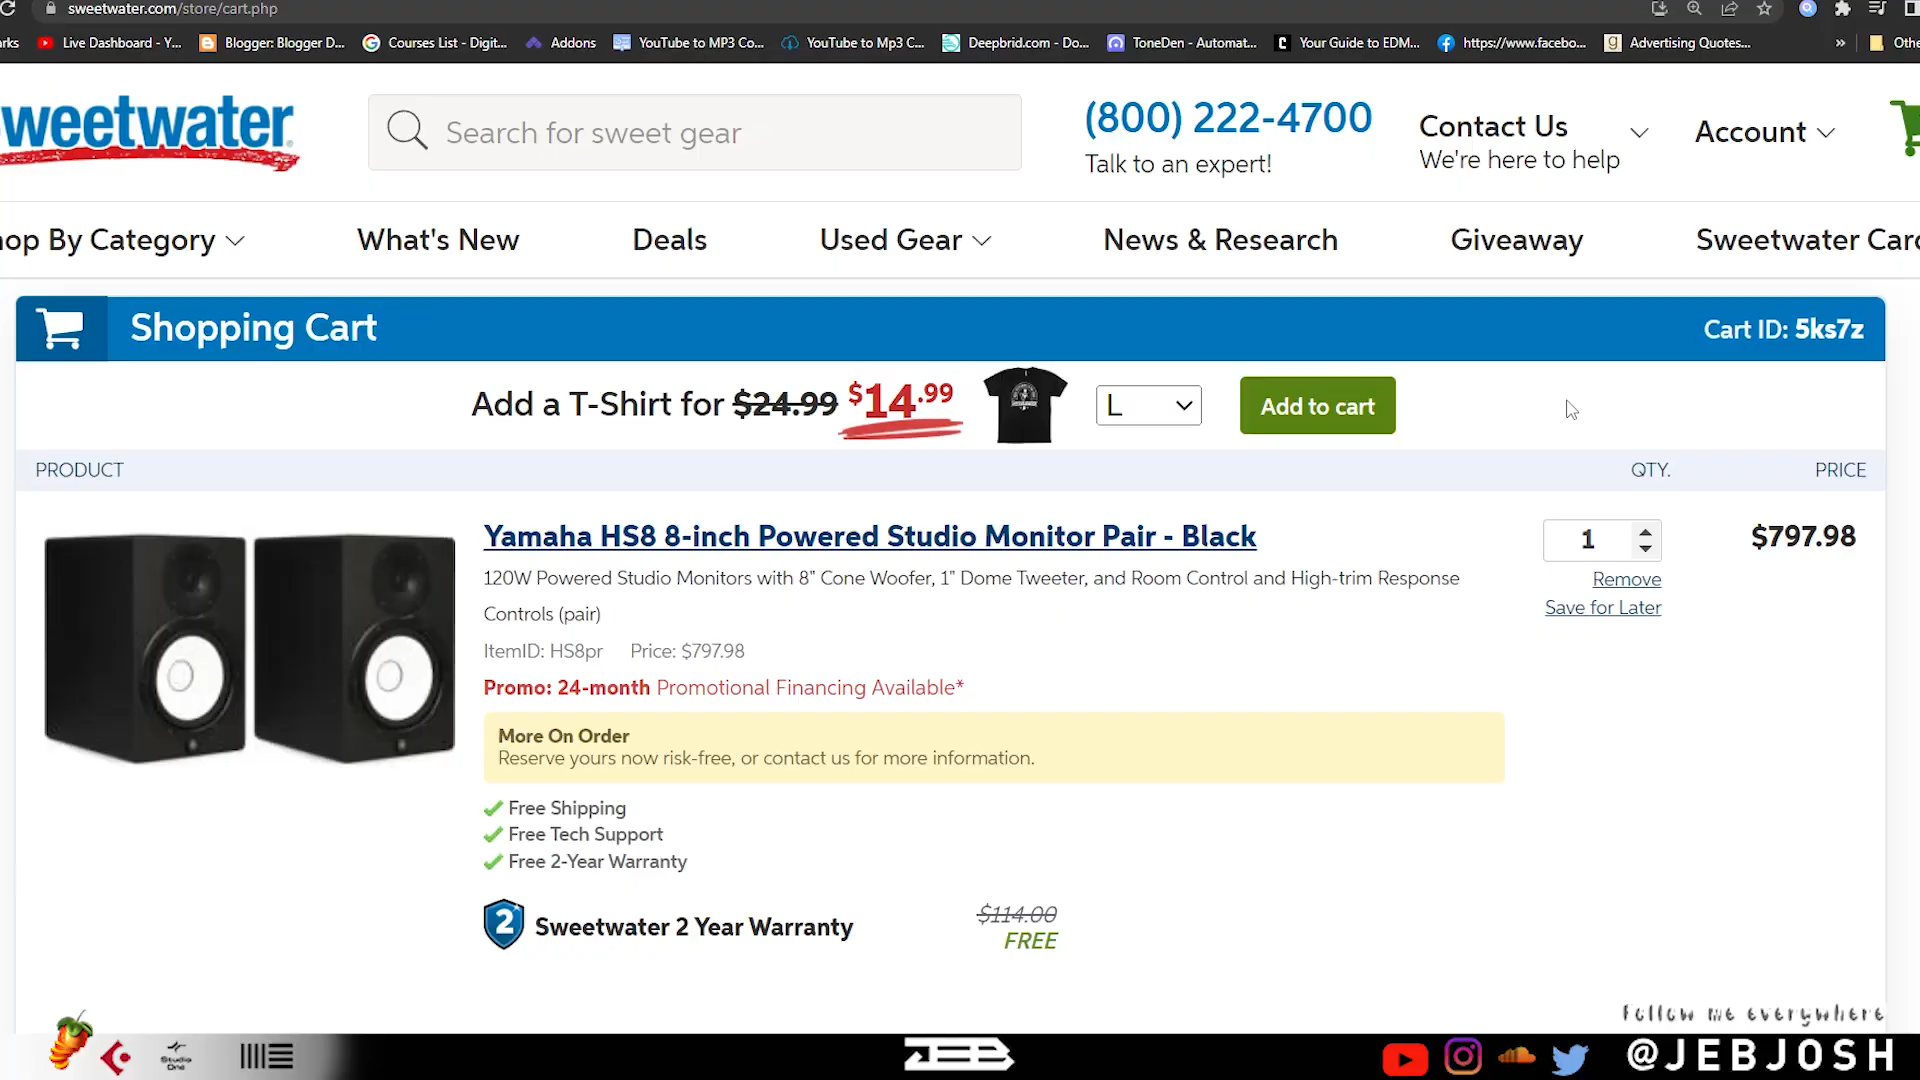 sweetwater.com/store/cart.php
rks
Live Dashboard - Y...
Blogger: Blogger D...
Courses List - Digit...
Addons
YouTube to MP3 Co...
YouTube to Mp3 C...
Deepbrid.com - Do...
ToneDen - Automat...
Your Guide to EDM...
https://www.facebo...
Advertising Quotes...
»
Othe
weetwater
Search for sweet gear
(800) 222-4700
Talk to an expert!
Contact Us
We're here to help
Account
hop By Category
What's New
Deals
Used Gear
News & Research
Giveaway
Sweetwater Card
Shopping Cart
Cart ID: 5ks7z
Add a T-Shirt for $24.99 $14.99
L
Add to cart
PRODUCT
QTY.
PRICE
Yamaha HS8 8-inch Powered Studio Monitor Pair - Black
1
$797.98
120W Powered Studio Monitors with 8" Cone Woofer, 1" Dome Tweeter, and Room Control and High-trim Response
Controls (pair)
Remove
Save for Later
ItemID: HS8pr Price: $797.98
Promo: 24-month Promotional Financing Available*
More On Order
Reserve yours now risk-free, or contact us for more information.
Free Shipping
Free Tech Support
Free 2-Year Warranty
2
Sweetwater 2 Year Warranty
$114.00
FREE
Follow me everywhere
Studio
One
JEB
@JEBJOSH